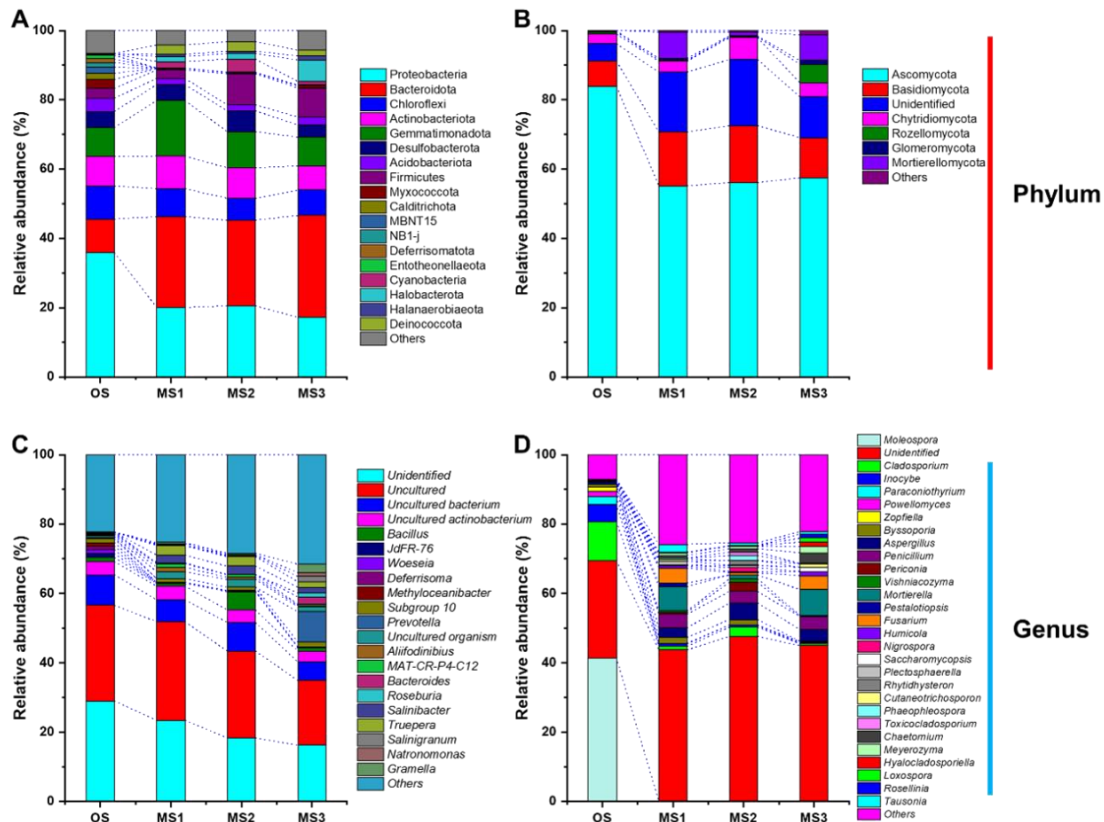 A
B
Relative abundance (%)
100
80
60
40
20
0
OS
MS1
MS2
MS3
Proteobacteria
Bacteroidota
Chloroflexi
Actinobacteriota
Gemmatimonadota
Desulfobacterota
Acidobacteriota
Firmicutes
Myxococcota
Calditrichota
MBNT15
NB1-j
Deferrisomatota
Entotheonellaeota
Cyanobacteria
Halobacterota
Halanaerobiaeota
Deinococcota
Others
Relative abundance (%)
100
80
60
40
20
0
OS
MS1
MS2
MS3
Ascomycota
Basidiomycota
Unidentified
Chytridiomycota
Rozellomycota
Glomeromycota
Mortierellomycota
Others
Phylum
C
D
Relative abundance (%)
100
80
60
40
20
0
OS
MS1
MS2
MS3
Unidentified
Uncultured
Uncultured bacterium
Uncultured actinobacterium
Bacillus
JdFR-76
Woeseia
Deferrisoma
Methyloceanibacter
Subgroup 10
Prevotella
Uncultured organism
Aliifodinibius
MAT-CR-P4-C12
Bacteroides
Roseburia
Salinibacter
Truepera
Salinigranum
Natronomonas
Gramella
Others
Relative abundance (%)
100
80
60
40
20
0
OS
MS1
MS2
MS3
Moleospora
Unidentified
Cladosporium
Inocybe
Paraconiothyrium
Powellomyces
Zopfiella
Byssoporia
Aspergillus
Penicillium
Periconia
Vishniacozyma
Mortierella
Pestalotiopsis
Fusarium
Humicola
Nigrospora
Saccharomycopsis
Plectosphaerella
Rhytidhysteron
Cutaneotrichosporon
Phaeophleospora
Toxicocladosporium
Chaetomium
Meyerozyma
Hyalocladosporiella
Loxospora
Rosellinia
Tausonia
Others
Genus